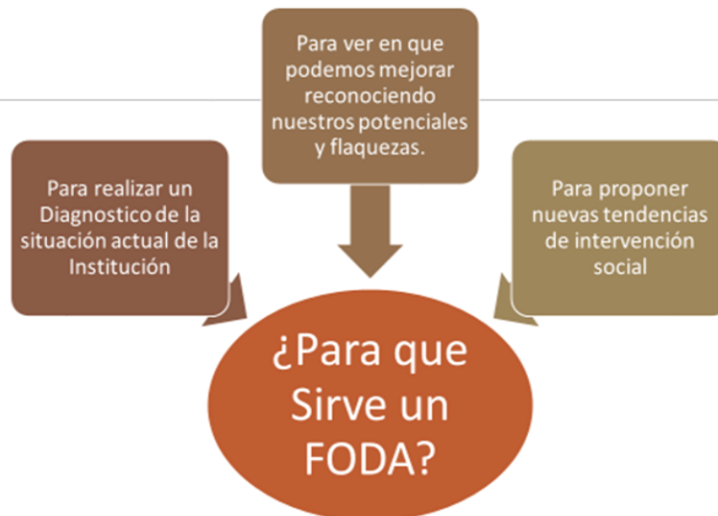 Para ver en que
podemos mejorar
reconociendo
nuestros potenciales
y flaquezas.
Para realizar un
Diagnostico de la
situación actual de la
Institución
Para proponer
nuevas tendencias
de intervención
social
¿Para que
Sirve un
FODA?